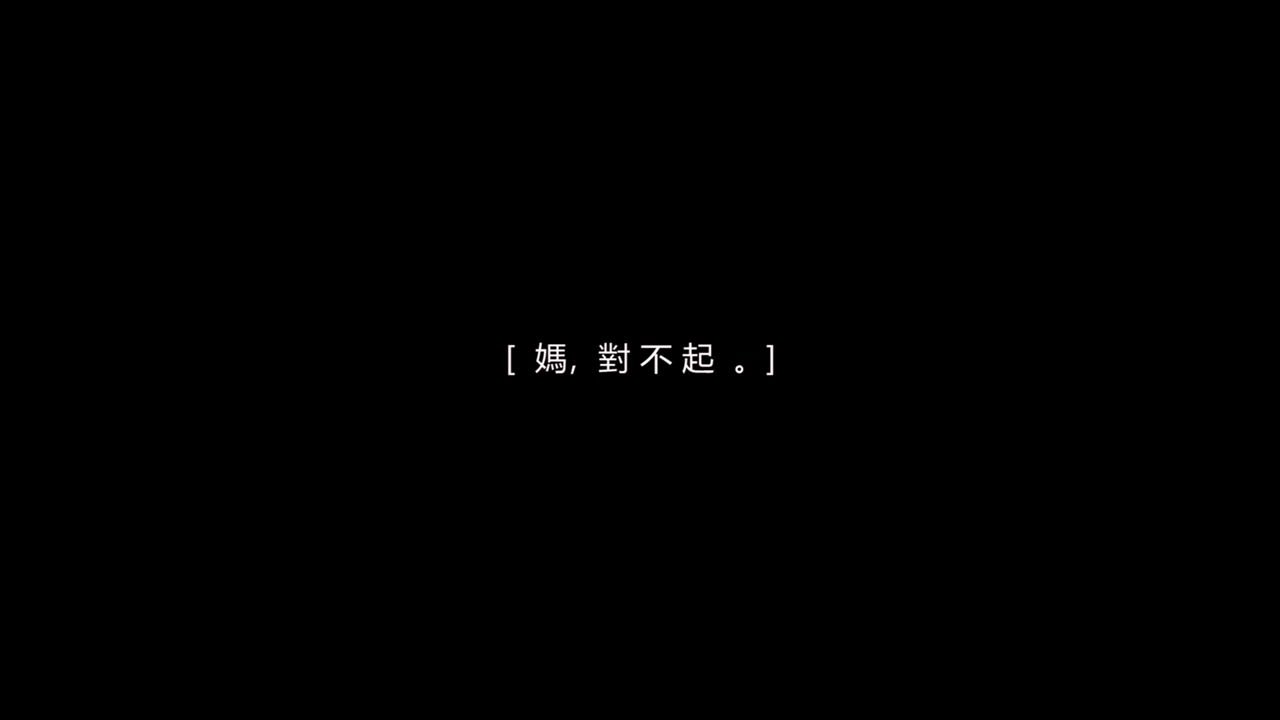 [ 媽, 對不起 。]